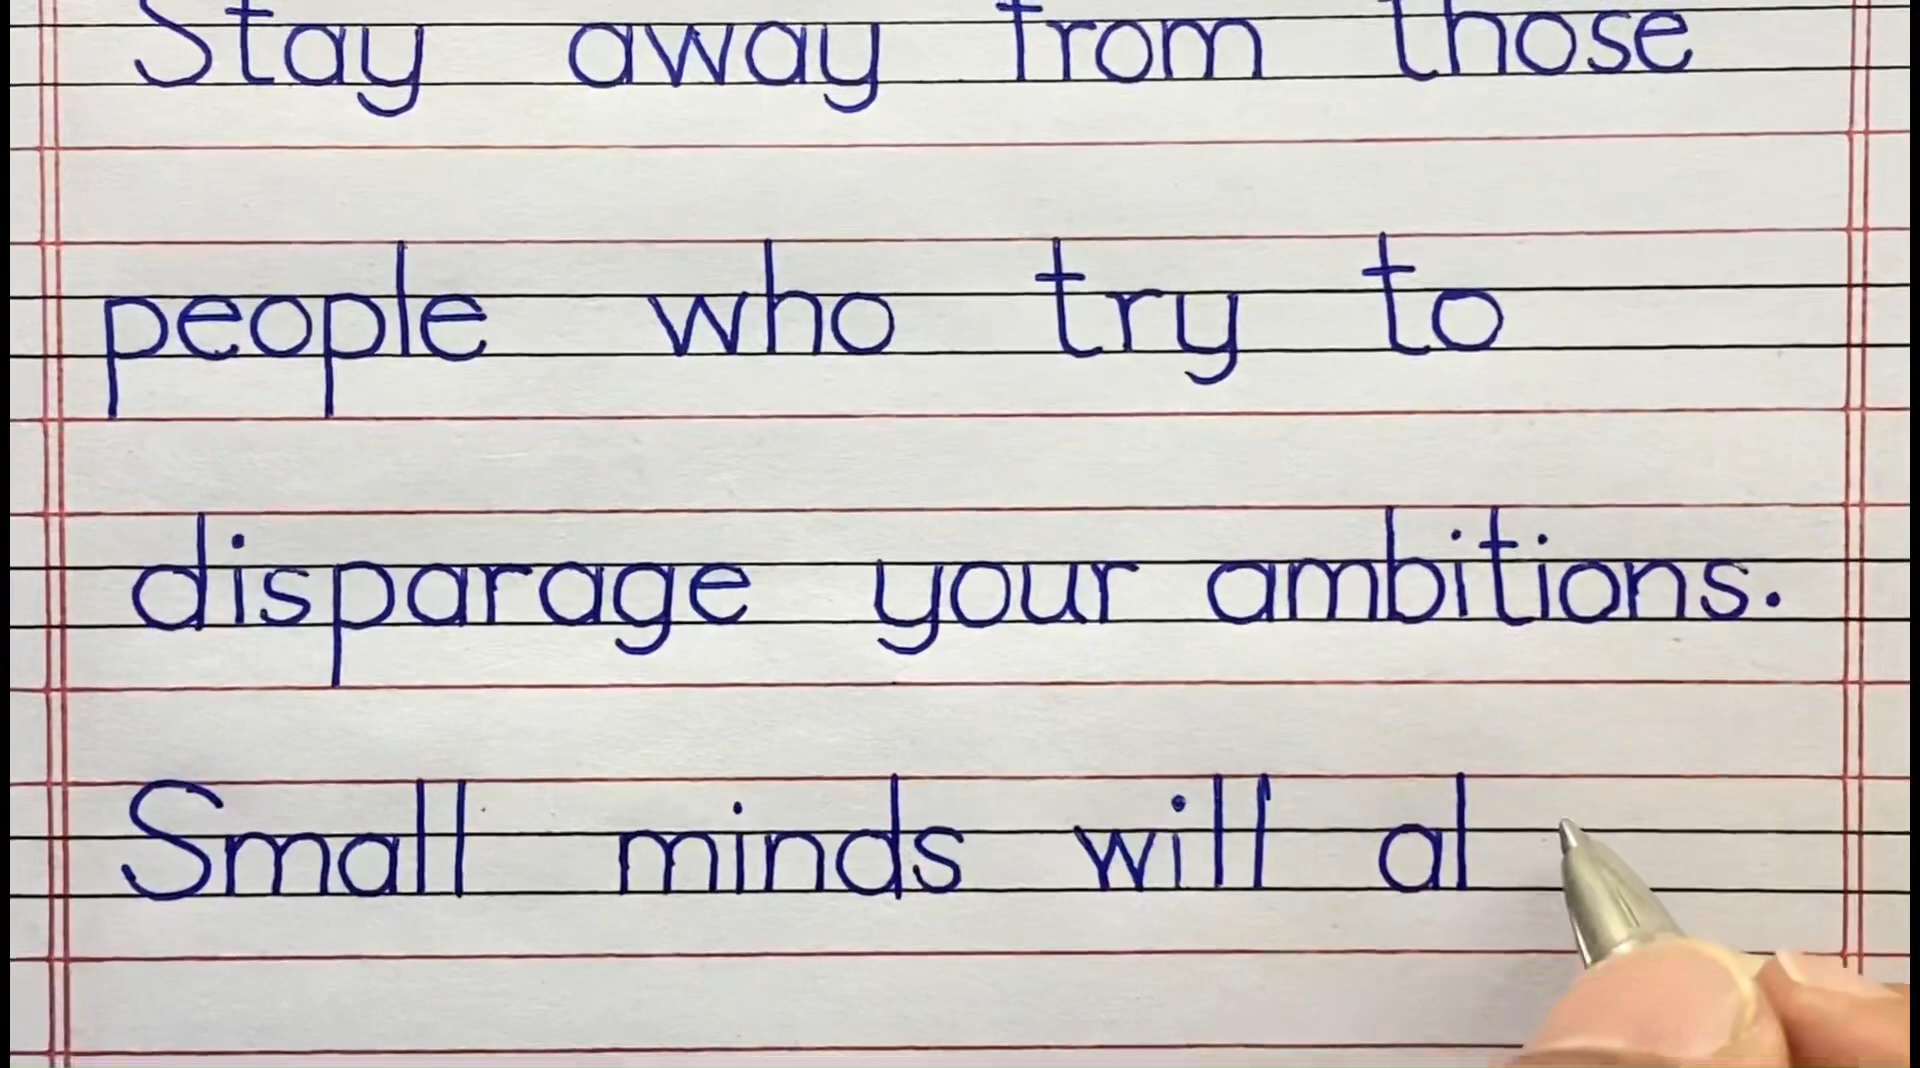 Stay away from those
people who try to
disparage your ambitions.
Small minds will al